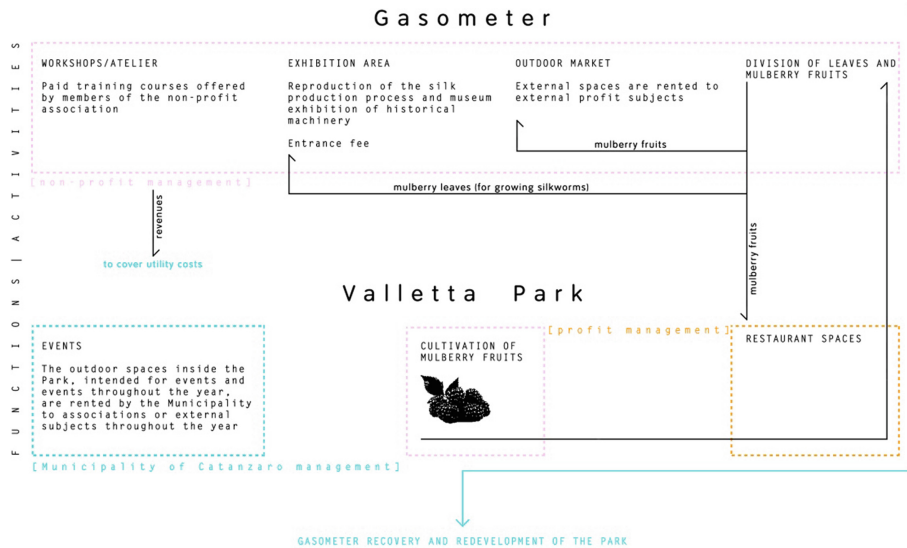 Gasometer
FUNCTIONS|ACTIVITIES
WORKSHOPS/ATELIER
Paid training courses offered
by members of the non-profit
association
EXHIBITION AREA
Reproduction of the silk
production process and museum
exhibition of historical
machinery
Entrance fee
OUTDOOR MARKET
External spaces are rented to
external profit subjects
DIVISION OF LEAVES AND
MULBERRY FRUITS
mulberry fruits
[non-profit management]
mulberry leaves (for growing silkworms)
revenues
to cover utility costs
mulberry fruits
Valletta Park
EVENTS
The outdoor spaces inside the
Park, intended for events and
events throughout the year,
are rented by the Municipality
to associations or external
subjects throughout the year
CULTIVATION OF
MULBERRY FRUITS
[profit management]
RESTAURANT SPACES
[Municipality of Catanzaro management]
GASOMETER RECOVERY AND REDEVELOPMENT OF THE PARK